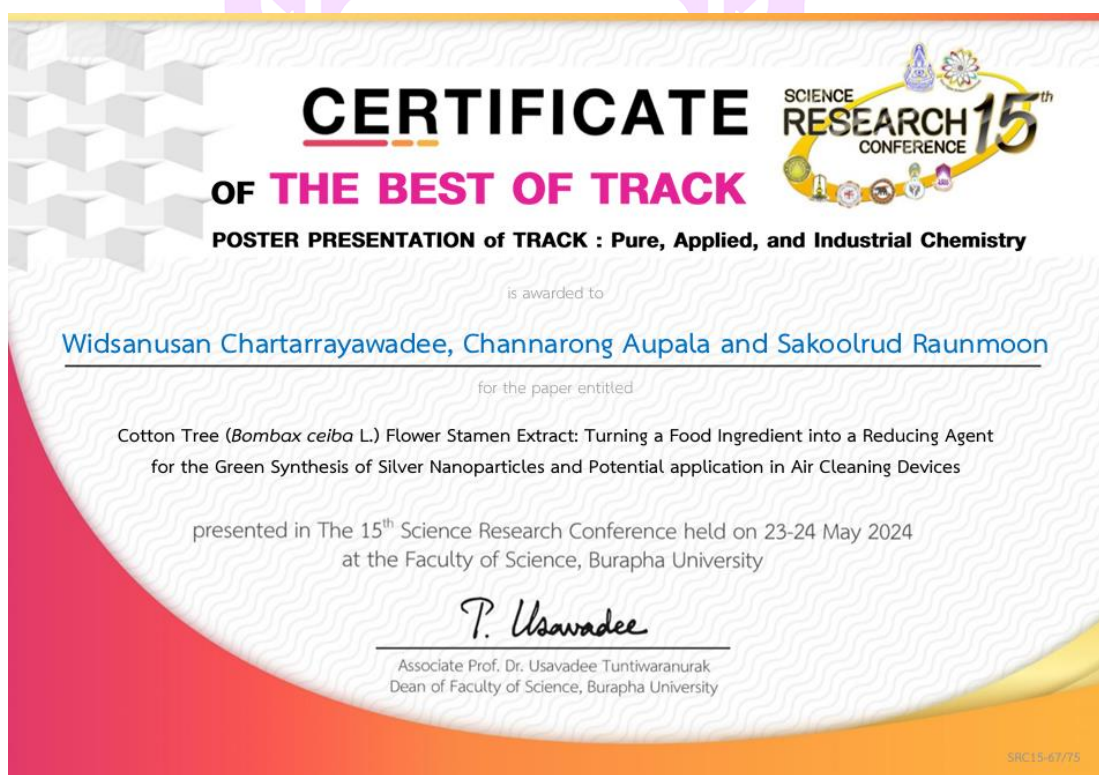 CERTIFICATE
SCIENCE
RESEARCH 15th
CONFERENCE
OF THE BEST OF TRACK
POSTER PRESENTATION of TRACK : Pure, Applied, and Industrial Chemistry
is awarded to
Widsanusan Chartarrayawadee, Channarong Aupala and Sakoolrud Raunmoon
for the paper entitled
Cotton Tree (Bombax ceiba L.) Flower Stamen Extract: Turning a Food Ingredient into a Reducing Agent
for the Green Synthesis of Silver Nanoparticles and Potential application in Air Cleaning Devices
presented in The 15th Science Research Conference held on 23-24 May 2024
at the Faculty of Science, Burapha University
P. Usavadee
Associate Prof. Dr. Usavadee Tuntiwaranurak
Dean of Faculty of Science, Burapha University
SRC15-67/75